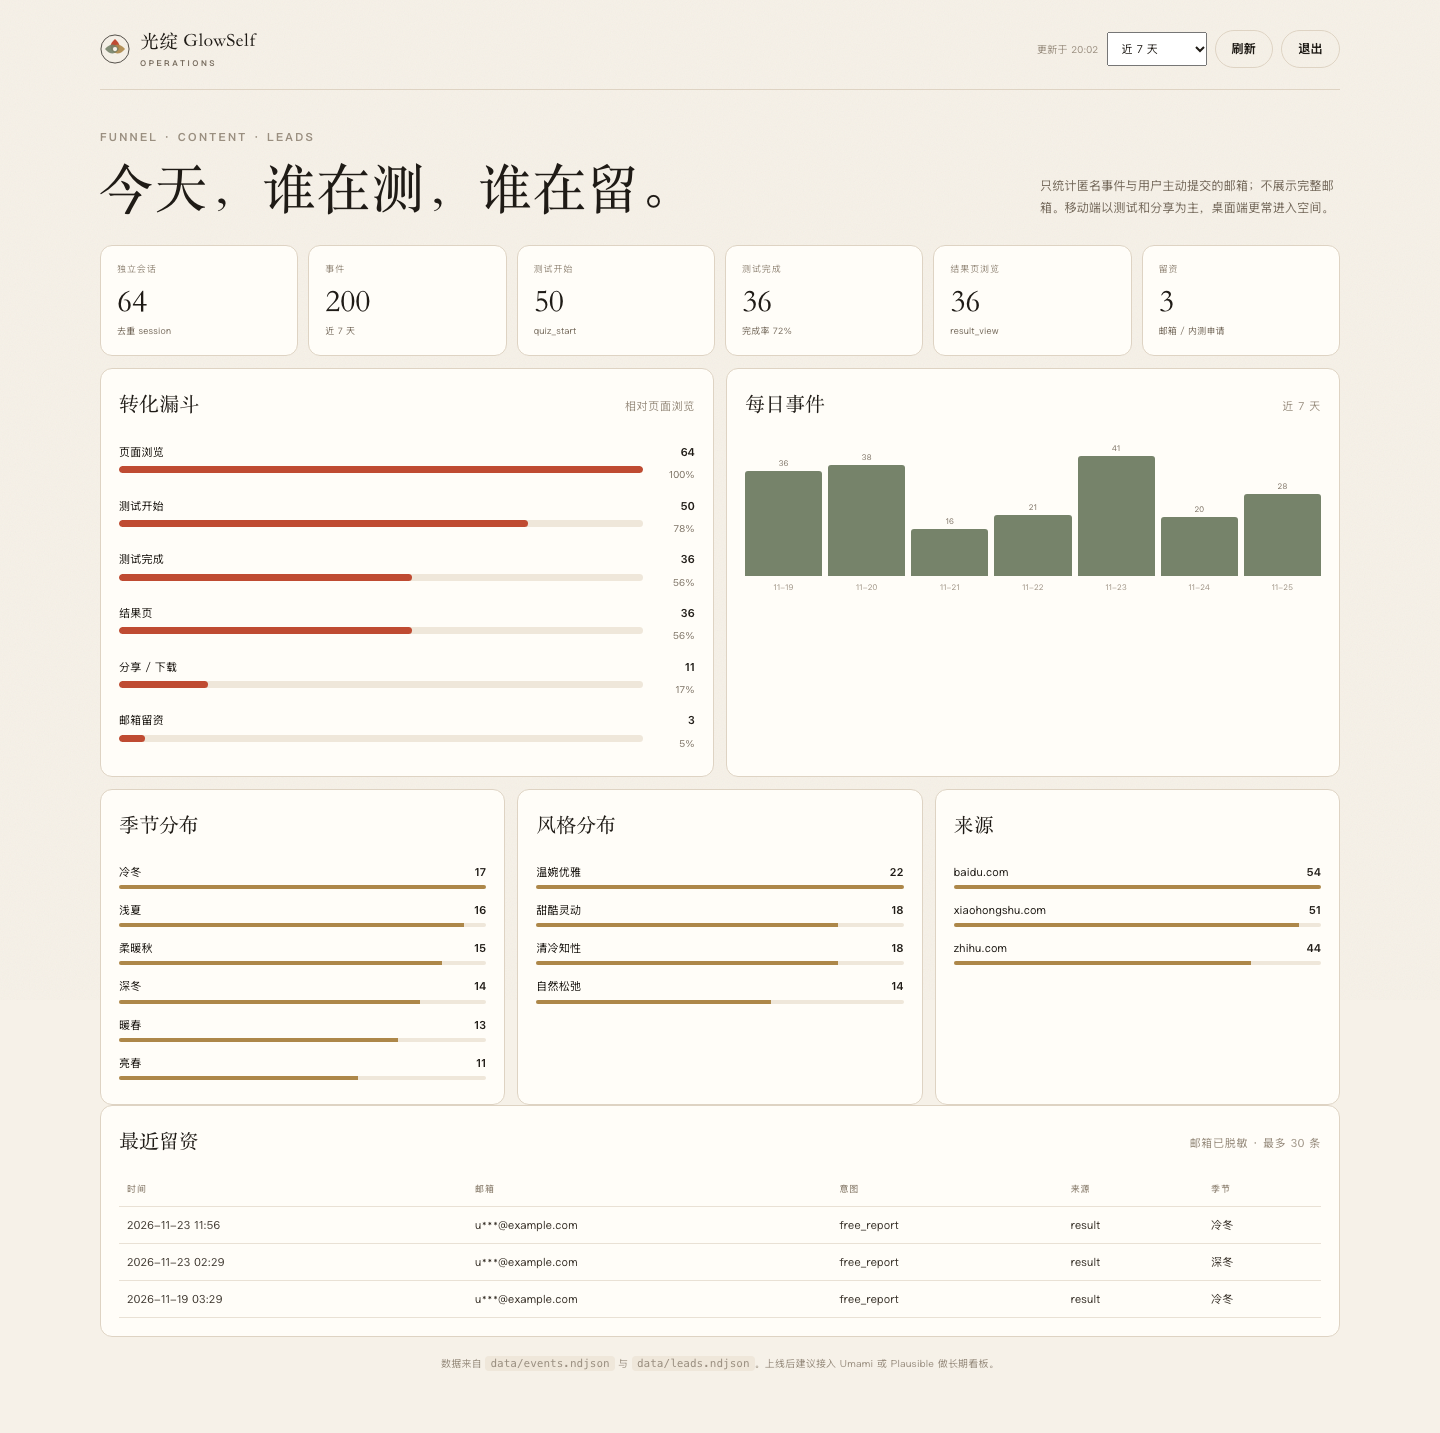 光绽 GlowSelf
OPERATIONS
更新于 20:02
近 7 天
刷新
退出
FUNNEL · CONTENT · LEADS
今天，谁在测，谁在留。
只统计匿名事件与用户主动提交的邮箱；不展示完整邮
箱。移动端以测试和分享为主，桌面端更常进入空间。
独立会话
64
去重 session
事件
200
近 7 天
测试开始
50
quiz_start
测试完成
36
完成率 72%
结果页浏览
36
result_view
留资
3
邮箱 / 内测申请
转化漏斗
相对页面浏览
页面浏览
64
100%
测试开始
50
78%
测试完成
36
56%
结果页
36
56%
分享 / 下载
11
17%
邮箱留资
3
5%
每日事件
近 7 天
36
38
16
21
41
20
28
11-19
11-20
11-21
11-22
11-23
11-24
11-25
季节分布
冷冬 17
浅夏 16
柔暖秋 15
深冬 14
暖春 13
亮春 11
风格分布
温婉优雅 22
甜酷灵动 18
清冷知性 18
自然松弛 14
来源
baidu.com 54
xiaohongshu.com 51
zhihu.com 44
最近留资
邮箱已脱敏 · 最多 30 条
时间 邮箱 意图 来源 季节
2026-11-23 11:56 u***@example.com free_report result 冷冬
2026-11-23 02:29 u***@example.com free_report result 深冬
2026-11-19 03:29 u***@example.com free_report result 冷冬
数据来自 data/events.ndjson 与 data/leads.ndjson。上线后建议接入 Umami 或 Plausible 做长期看板。